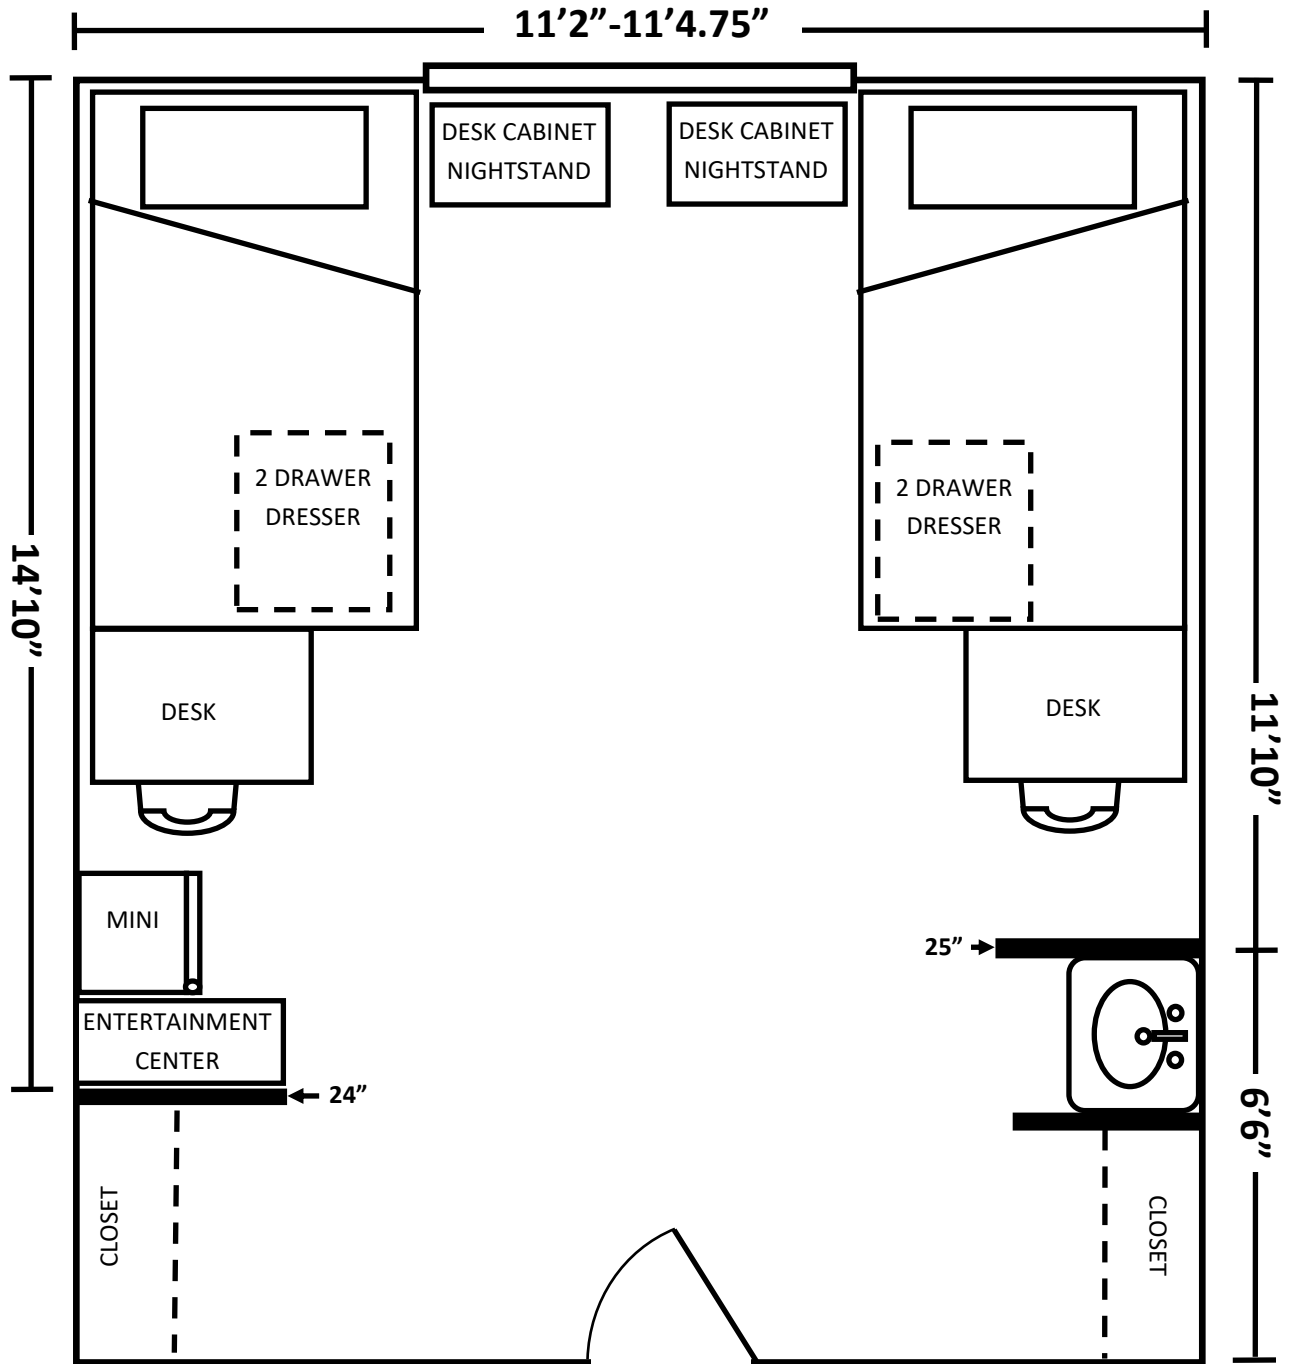 11’2”-11’4.75”
DESK CABINET
NIGHTSTAND
DESK CABINET
NIGHTSTAND
2 DRAWER
DRESSER
2 DRAWER
DRESSER
14’10”
DESK
DESK
11’10”
MINI
25”
ENTERTAINMENT
CENTER
24”
6’6”
CLOSET
CLOSET